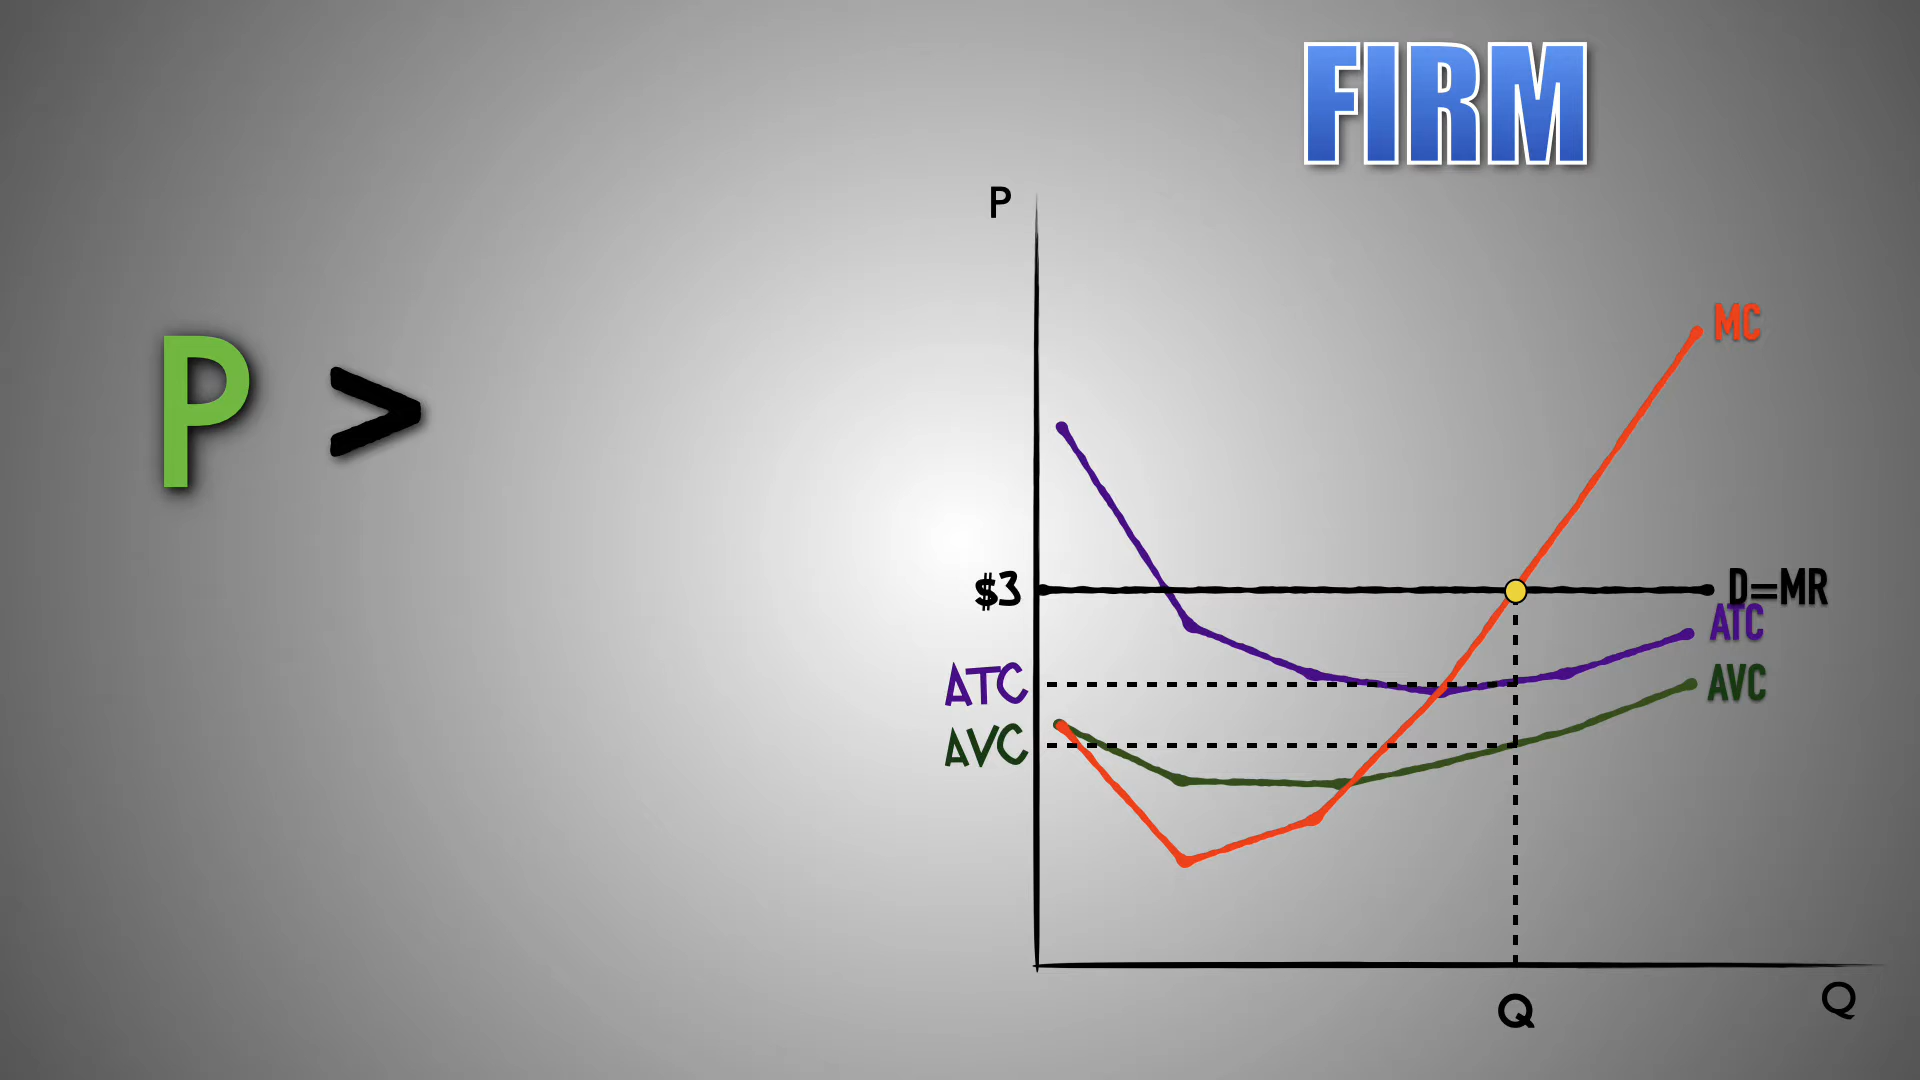 FIRM
P
P >
MC
$3
D=MR
ATC
ATC
AVC
AVC
Q
Q